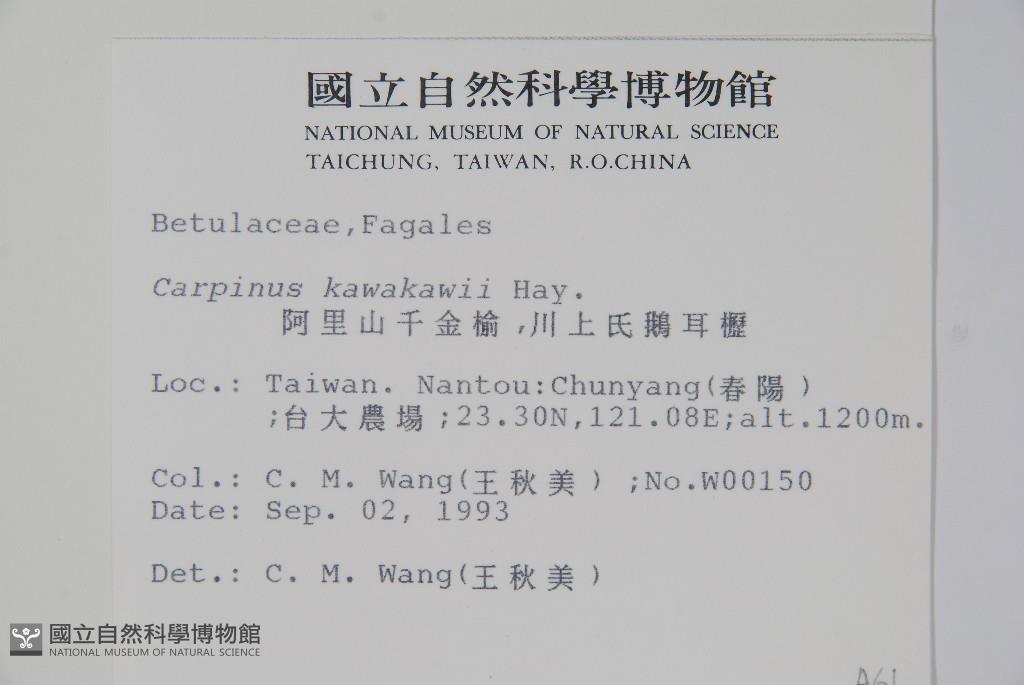 國立自然科學博物館
NATIONAL MUSEUM OF NATURAL SCIENCE
TAICHUNG, TAIWAN, R.O.CHINA
Betulaceae,Fagales
Carpinus kawakawii Hay.
阿里山千金榆,川上氏鵝耳櫪
Loc.: Taiwan. Nantou:Chunyang(春陽)
;台大農場;23.30N,121.08E;alt.1200m.
Col.: C. M. Wang(王秋美) ;No.W00150
Date: Sep. 02, 1993
Det.: C. M. Wang(王秋美)
國立自然科學博物館
NATIONAL MUSEUM OF NATURAL SCIENCE